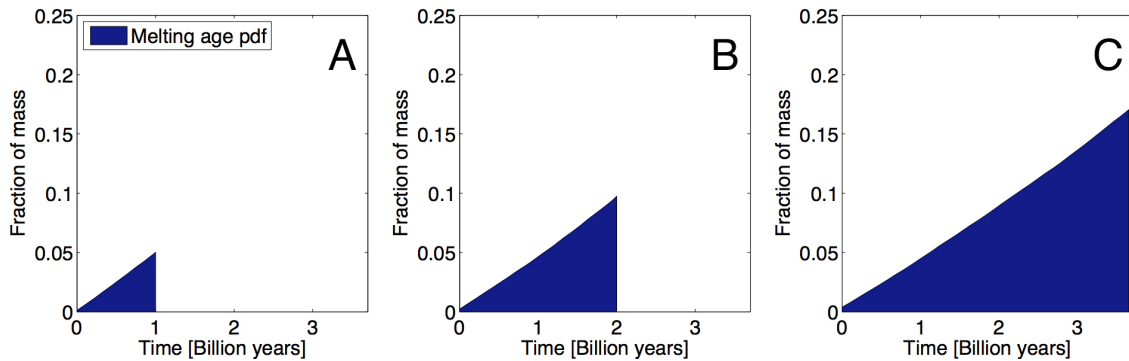 0.25
0.2
0.15
0.1
0.05
0
Fraction of mass
Melting age pdf
A
0 1 2 3
Time [Billion years]
0.25
0.2
0.15
0.1
0.05
0
Fraction of mass
B
0 1 2 3
Time [Billion years]
0.25
0.2
0.15
0.1
0.05
0
Fraction of mass
C
0 1 2 3
Time [Billion years]